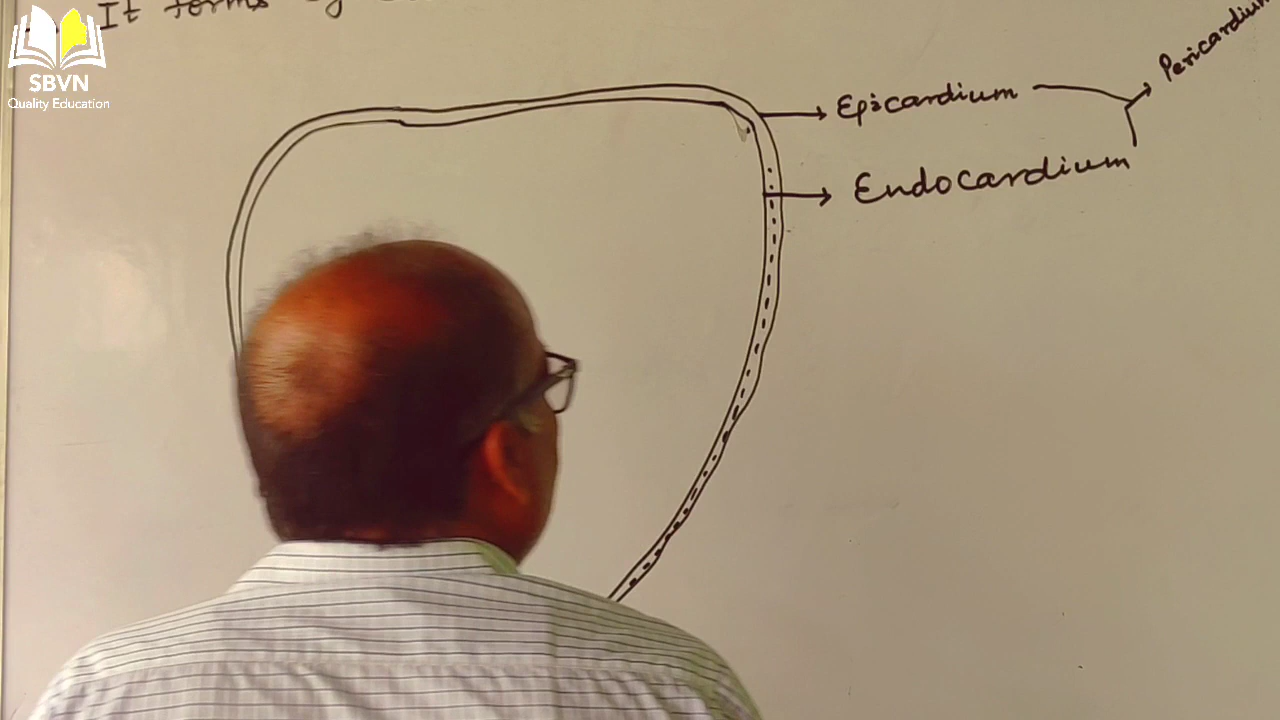 It forms
SBVN
Quality Education
Pericardium
Epicardium
Endocardium